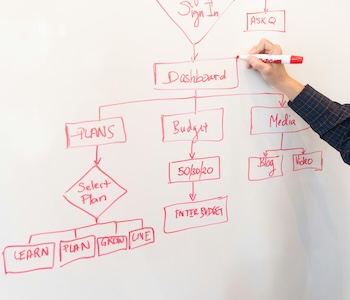 Sign In
ASK Q
Dashboard
PLANS
Budget
Media
Select
Plan
50/30/20
Blog
Video
ENTER BUDGET
LEARN
PLAN
GROW
LIVE